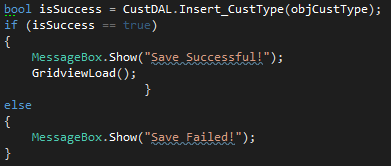 bool isSuccess = CustDAL.Insert_CustType(objCustType);
if (isSuccess == true)
{
MessageBox.Show("Save Successful!");
GridviewLoad();
}
else
{
MessageBox.Show("Save Failed!");
}